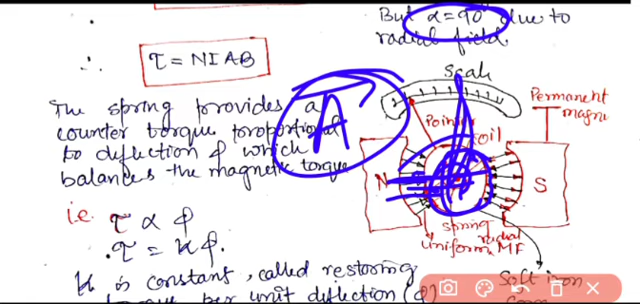 But α = 90° due to
radial field.
∴ τ = NIAB
Scale
The spring provides a
counter torque proportional
to deflection φ which
balances the magnetic torque
A
Pointer
coil
Permanent
magne
N
S
i.e. τ ∝ φ
τ = kφ.
spring
uniform radial MF
k is constant, called restoring
torque per unit deflection (φ)
Soft iron